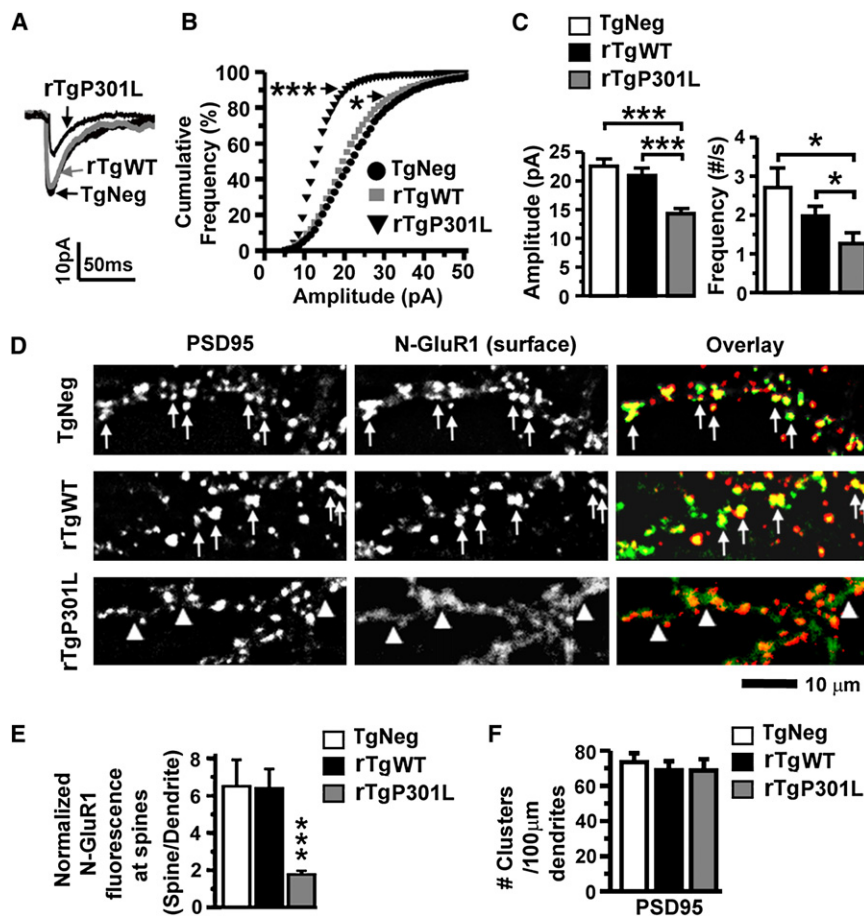 A
rTgP301L
rTgWT
TgNeg
10pA
50ms
B
Cumulative
Frequency (%)
100
80
60
40
20
0
***
*
TgNeg
rTgWT
rTgP301L
0 10 20 30 40 50
Amplitude (pA)
C
TgNeg
rTgWT
rTgP301L
***
***
Amplitude (pA)
25
20
15
10
5
0
*
*
Frequency (#/s)
4
3
2
1
0
D
PSD95 N-GluR1 (surface) Overlay
TgNeg
rTgWT
rTgP301L
10 μm
E
Normalized
N-GluR1
fluorescence
at spines
(Spine/Dendrite)
8
6
4
2
0
***
TgNeg
rTgWT
rTgP301L
F
# Clusters
/100μm
dendrites
80
60
40
20
0
PSD95
TgNeg
rTgWT
rTgP301L